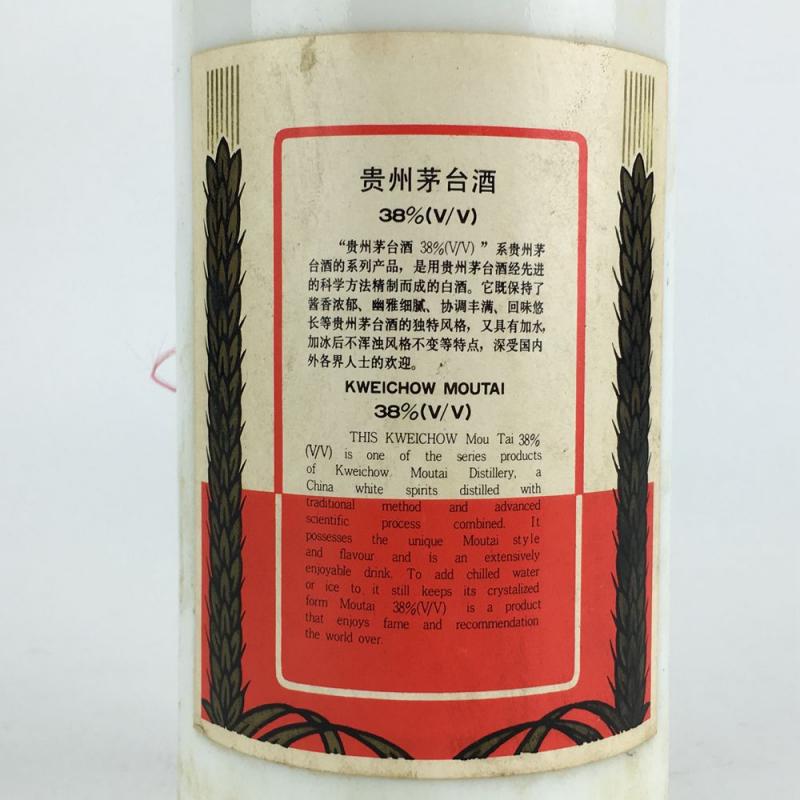 贵州茅台酒
38%(V/V)
“贵州茅台酒 38%(V/V)”系贵州茅
台酒的系列产品，是用贵州茅台酒经先进
的科学方法精制而成的白酒。它既保持了
酱香浓郁、幽雅细腻、协调丰满、回味悠
长等贵州茅台酒的独特风格，又具有加水，
加冰后不浑浊风格不变等特点，深受国内
外各界人士的欢迎。
KWEICHOW MOUTAI
38%(V/V)
THIS KWEICHOW Mou Tai 38%
(V/V) is one of the series products
of Kweichow Moutai Distillery, a
China white spirits distilled with
traditional method and advanced
scientific process combined. It
possesses the unique Moutai style
and flavour and is an extensively
enjoyable drink. To add chilled water
or ice to it still keeps its crystalized
form Moutai 38%(V/V) is a product
that enjoys fame and recommendation
the world over.